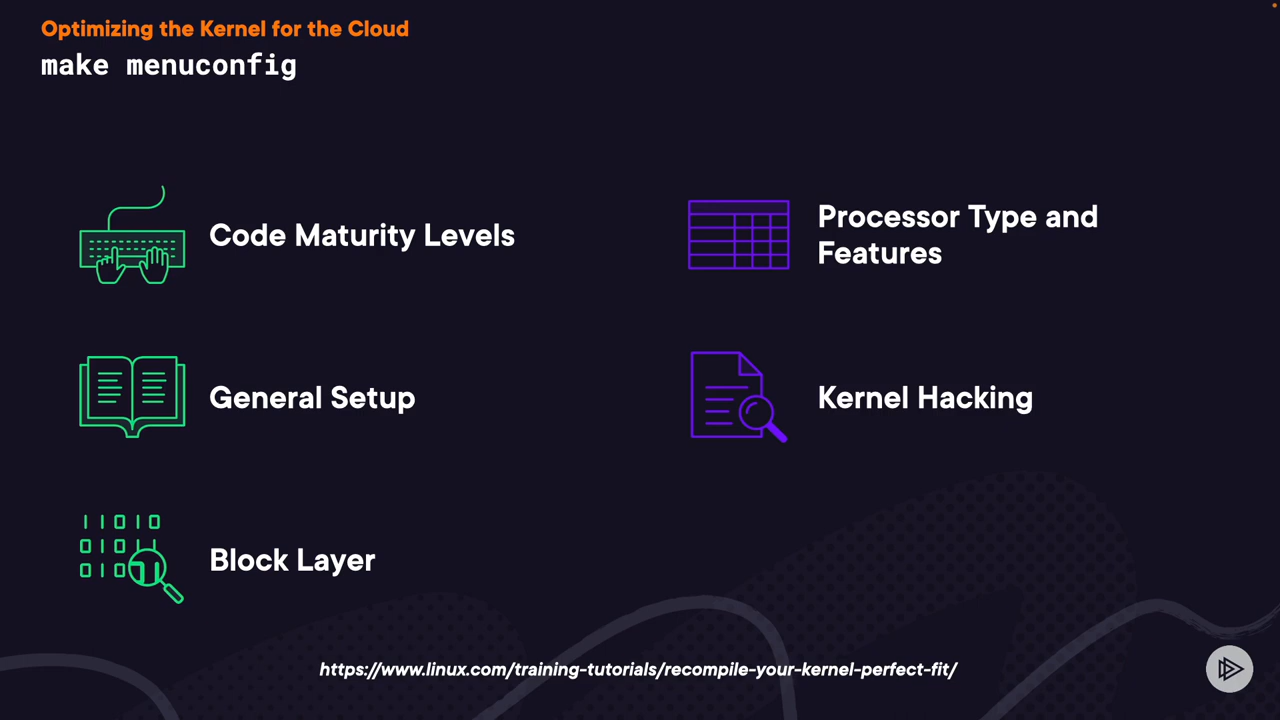 Optimizing the Kernel for the Cloud
make menuconfig
Code Maturity Levels
General Setup
Block Layer
Processor Type and
Features
Kernel Hacking
https://www.linux.com/training-tutorials/recompile-your-kernel-perfect-fit/